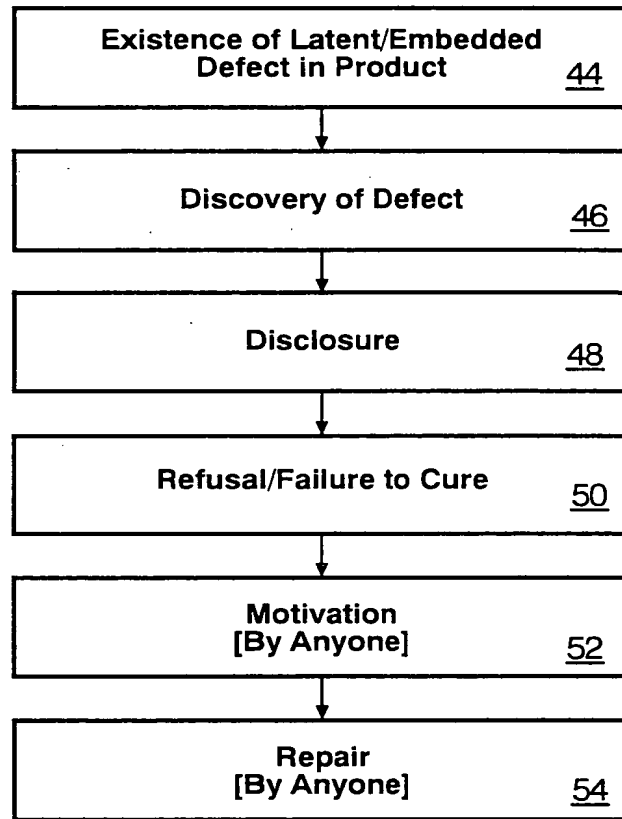 Existence of Latent/Embedded
Defect in Product
44
Discovery of Defect
46
Disclosure
48
Refusal/Failure to Cure
50
Motivation
[By Anyone]
52
Repair
[By Anyone]
54